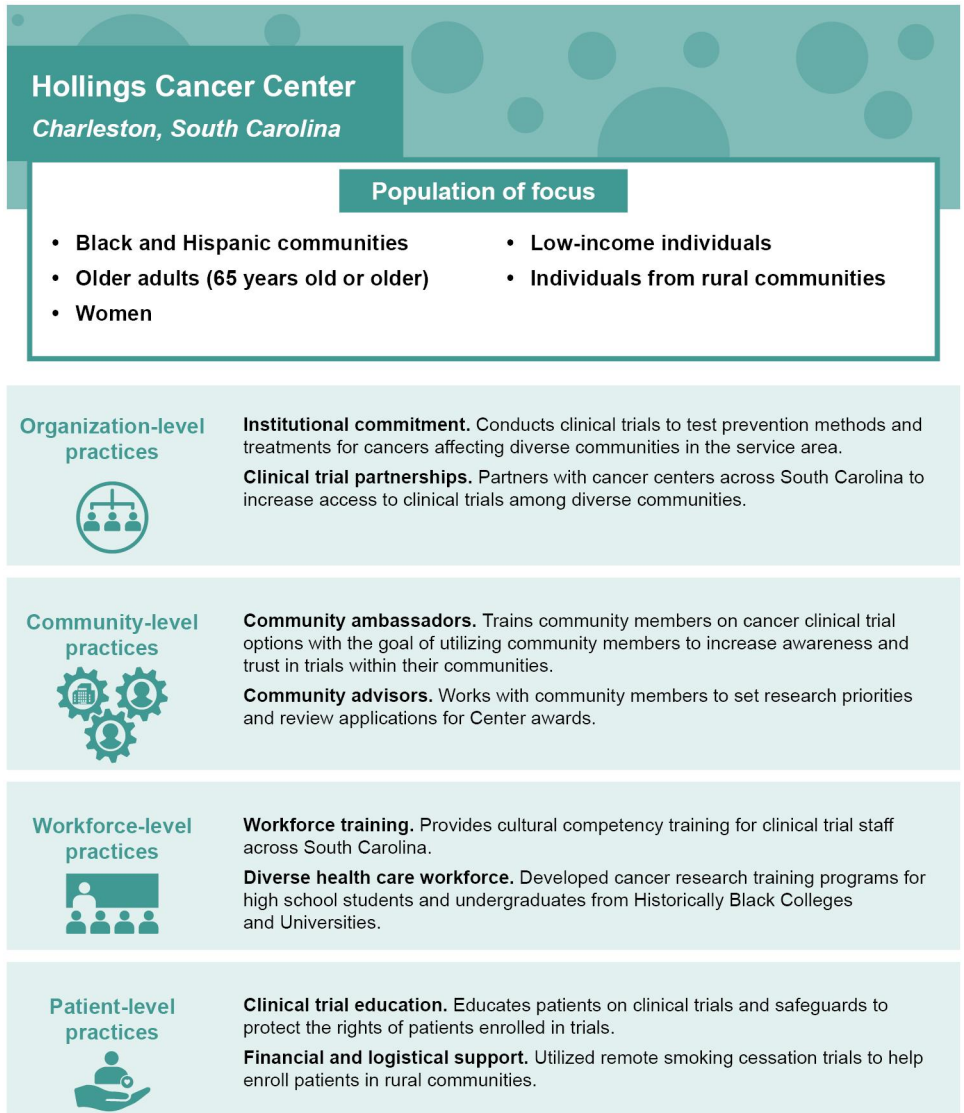 Hollings Cancer Center
Charleston, South Carolina
Population of focus
• Black and Hispanic communities
• Older adults (65 years old or older)
• Women
• Low-income individuals
• Individuals from rural communities
Organization-level
practices
Institutional commitment. Conducts clinical trials to test prevention methods and
treatments for cancers affecting diverse communities in the service area.
Clinical trial partnerships. Partners with cancer centers across South Carolina to
increase access to clinical trials among diverse communities.
Community-level
practices
Community ambassadors. Trains community members on cancer clinical trial
options with the goal of utilizing community members to increase awareness and
trust in trials within their communities.
Community advisors. Works with community members to set research priorities
and review applications for Center awards.
Workforce-level
practices
Workforce training. Provides cultural competency training for clinical trial staff
across South Carolina.
Diverse health care workforce. Developed cancer research training programs for
high school students and undergraduates from Historically Black Colleges
and Universities.
Patient-level
practices
Clinical trial education. Educates patients on clinical trials and safeguards to
protect the rights of patients enrolled in trials.
Financial and logistical support. Utilized remote smoking cessation trials to help
enroll patients in rural communities.